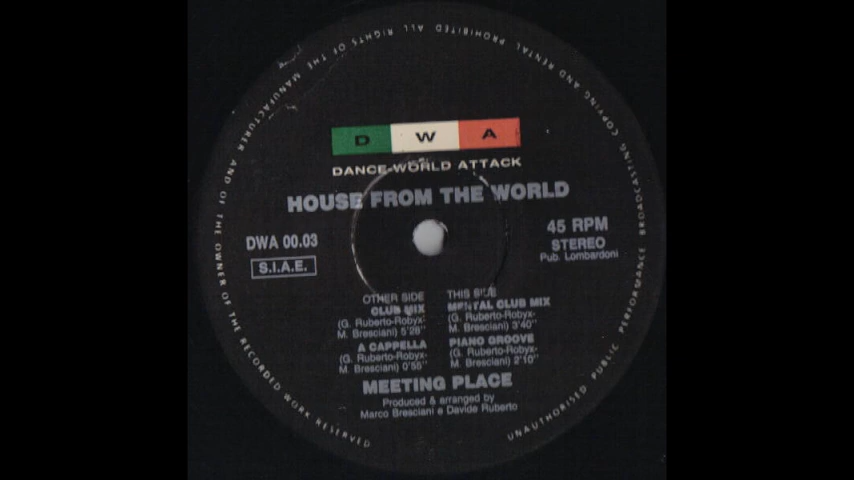 ALL RIGHTS OF THE MANUFACTURER AND OF THE OWNER OF THE RECORDED WORK RESERVED
UNAUTHORISED PUBLIC PERFORMANCE BROADCASTING COPYING AND RENTAL PROHIBITED
D W A
DANCE-WORLD ATTACK
HOUSE FROM THE WORLD
DWA 00.03
S.I.A.E.
45 RPM
STEREO
Pub. Lombardoni
OTHER SIDE
CLUB MIX
(G. Ruberto-Robyx-
M. Bresciani) 5'28"
A CAPPELLA
(G. Ruberto-Robyx-
M. Bresciani) 0'55"
THIS SIDE
MENTAL CLUB MIX
(G. Ruberto-Robyx-
M. Bresciani) 3'40"
PIANO GROOVE
(G. Ruberto-Robyx-
M. Bresciani) 2'10"
MEETING PLACE
Produced & arranged by
Marco Bresciani e Davide Ruberto